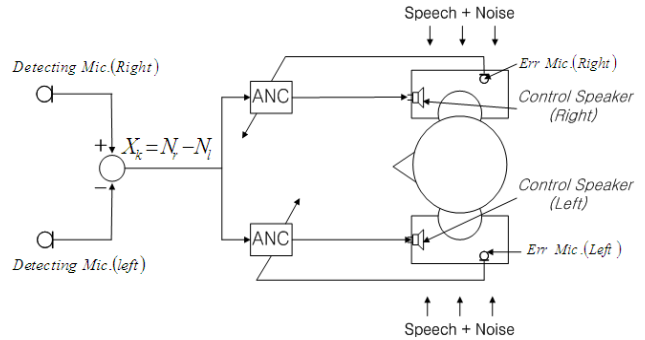 Speech + Noise
Detecting Mic.(Right)
Err Mic.(Right)
ANC
Control Speaker
(Right)
+
X_k = N_r − N_l
−
Control Speaker
(Left)
ANC
Detecting Mic.(left)
Err Mic.(Left )
Speech + Noise